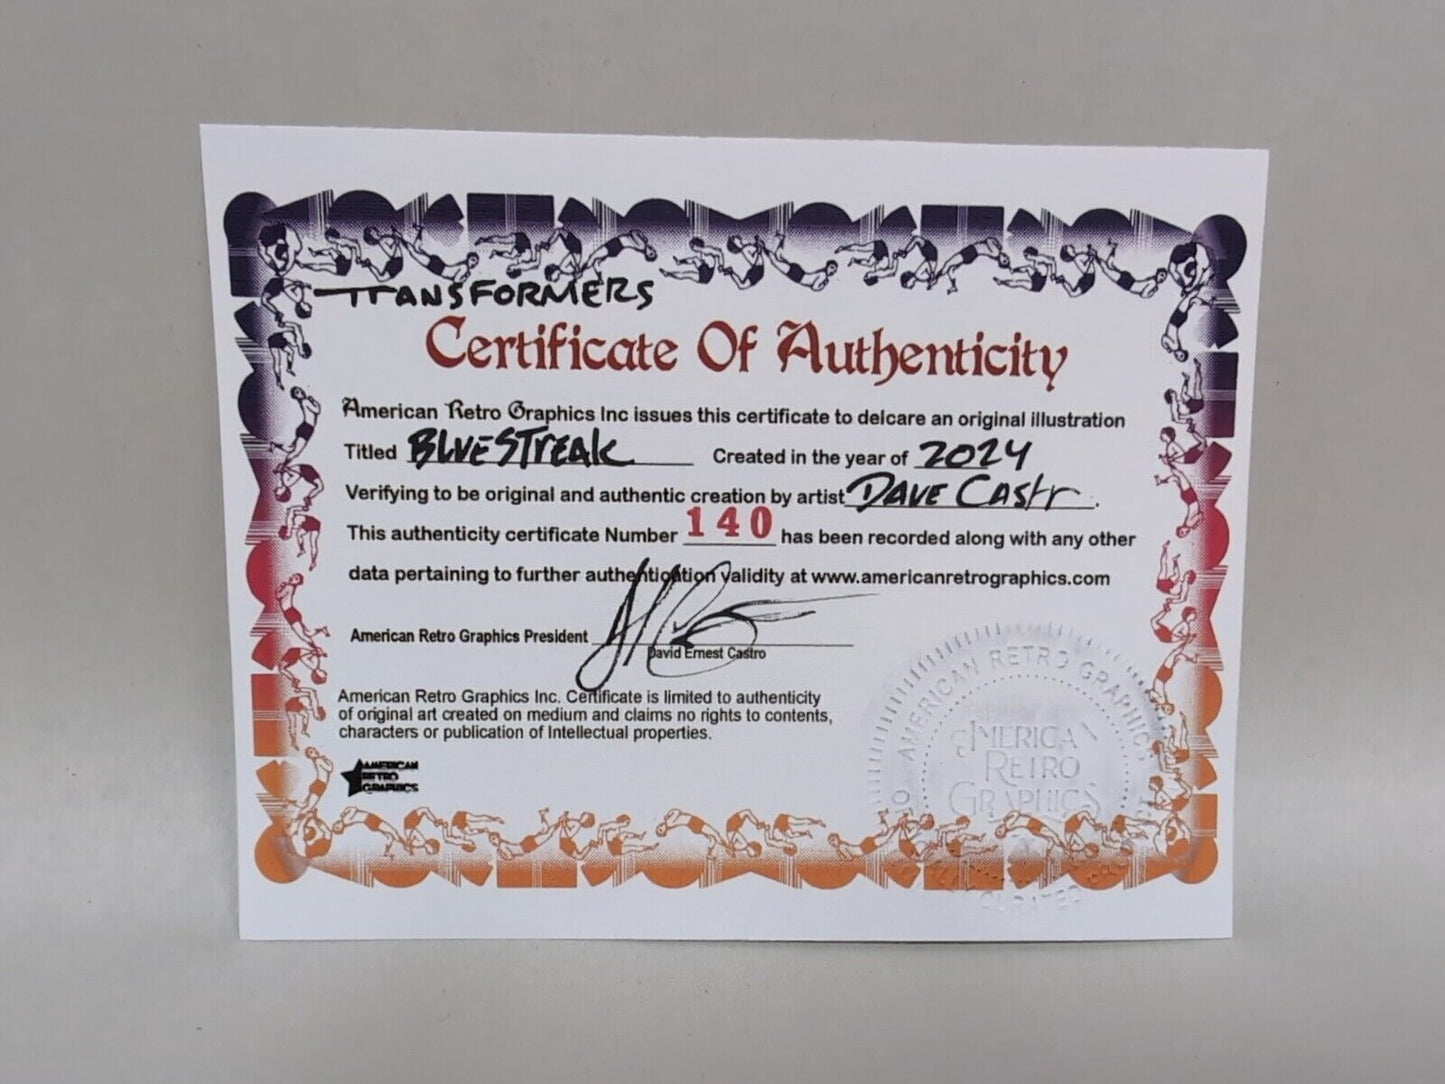 TRANSFORMERS
Certificate Of Authenticity
American Retro Graphics Inc issues this certificate to delcare an original illustration
Titled BLUESTREAK Created in the year of 2024
Verifying to be original and authentic creation by artist DAVE CASTr.
This authenticity certificate Number 140 has been recorded along with any other
data pertaining to further authentication validity at www.americanretrographics.com
American Retro Graphics President
David Ernest Castro
American Retro Graphics Inc. Certificate is limited to authenticity
of original art created on medium and claims no rights to contents,
characters or publication of Intellectual properties.
AMERICAN
RETRO
GRAPHICS
AMERICAN RETRO GRAPHICS
AMERICAN
RETRO
GRAPHICS